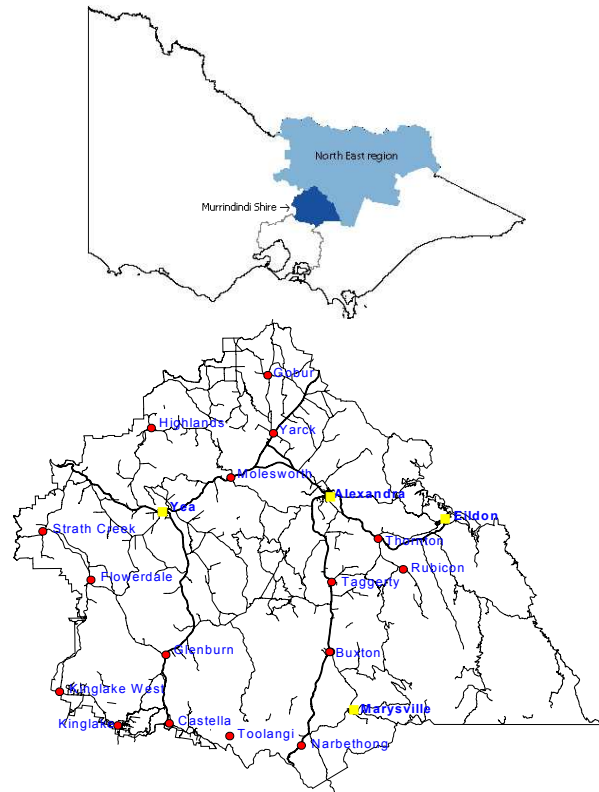 North East region
Murrindindi Shire
Gobur
Highlands
Yarck
Molesworth
Alexandra
Yea
Eildon
Strath Creek
Thornton
Rubicon
Flowerdale
Taggerty
Glenburn
Buxton
Kinglake West
Marysville
Kinglake
Castella
Toolangi
Narbethong